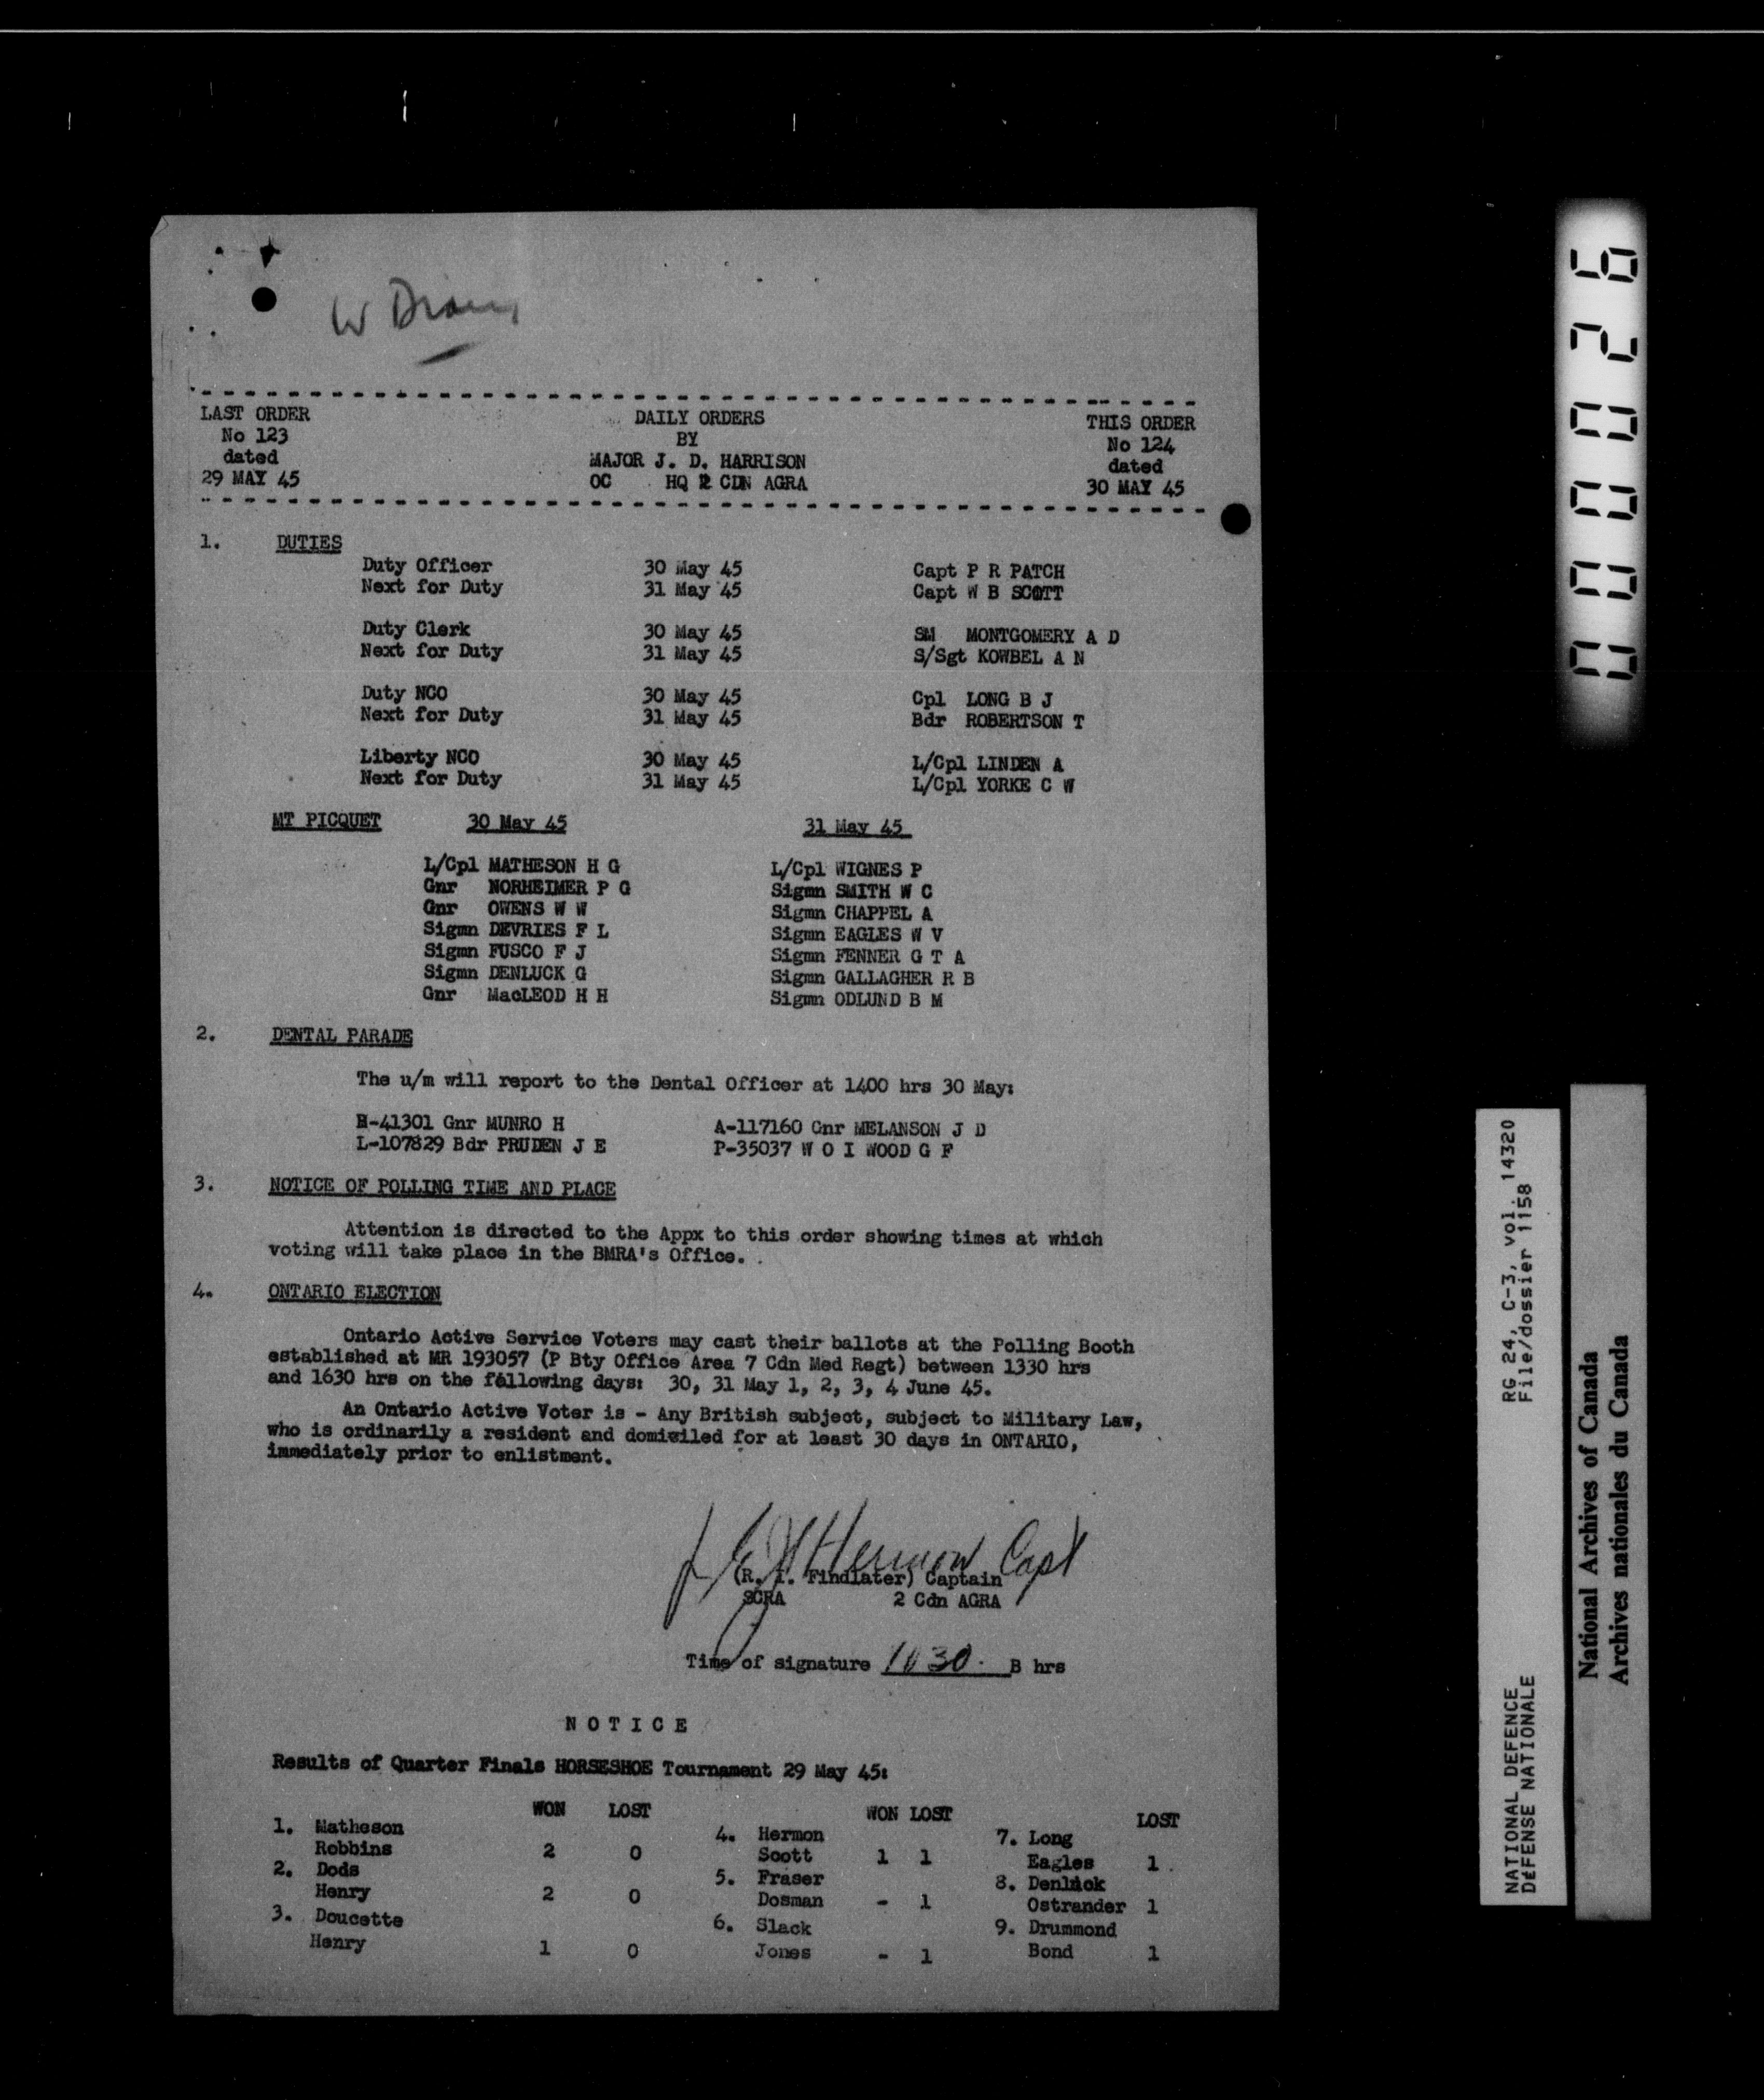 W Diary
LAST ORDER
No 123
dated
29 MAY 45
DAILY ORDERS
BY
MAJOR J. D. HARRISON
OC HQ 2 CDN AGRA
THIS ORDER
No 124
dated
30 MAY 45
1. DUTIES
Duty Officer 30 May 45 Capt P R PATCH
Next for Duty 31 May 45 Capt W B SCOTT
Duty Clerk 30 May 45 SM MONTGOMERY A D
Next for Duty 31 May 45 S/Sgt KOWBEL A N
Duty NCO 30 May 45 Cpl LONG B J
Next for Duty 31 May 45 Bdr ROBERTSON T
Liberty NCO 30 May 45 L/Cpl LINDEN A
Next for Duty 31 May 45 L/Cpl YORKE C W
MT PICQUET 30 May 45 31 May 45
L/Cpl MATHESON H G L/Cpl WIGNES P
Gnr NORHEIMER P G Sigmn SMITH W C
Gnr OWENS W W Sigmn CHAPPEL A
Sigmn DEVRIES F L Sigmn EAGLES W V
Sigmn FUSCO F J Sigmn FENNER G T A
Sigmn DENLUCK G Sigmn GALLAGHER R B
Gnr MacLEOD H H Sigmn ODLUND B M
2. DENTAL PARADE
The u/m will report to the Dental Officer at 1400 hrs 30 May:
H-41301 Gnr MUNRO H A-117160 Gnr MELANSON J D
L-107829 Bdr PRUDEN J E P-35037 W O I WOOD G F
3. NOTICE OF POLLING TIME AND PLACE
Attention is directed to the Appx to this order showing times at which
voting will take place in the BMRA's Office.
4. ONTARIO ELECTION
Ontario Active Service Voters may cast their ballots at the Polling Booth
established at MR 193057 (P Bty Office Area 7 Cdn Med Regt) between 1330 hrs
and 1630 hrs on the following days: 30, 31 May 1, 2, 3, 4 June 45.
An Ontario Active Voter is - Any British subject, subject to Military Law,
who is ordinarily a resident and domiciled for at least 30 days in ONTARIO,
immediately prior to enlistment.
Hermon Capt
(R. I. Findlater) Captain
SCRA 2 Cdn AGRA
Time of signature 1030 B hrs
NOTICE
Results of Quarter Finals HORSESHOE Tournament 29 May 45:
WON LOST WON LOST LOST
1. Matheson 4. Hermon 7. Long
Robbins 2 0 Scott 1 1 Eagles 1
2. Dods 5. Fraser 8. Denluck
Henry 2 0 Dosman - 1 Ostrander 1
3. Doucette 6. Slack 9. Drummond
Henry 1 0 Jones - 1 Bond 1
000026
RG 24, C-3, vol. 14320
File/dossier 1158
NATIONAL DEFENCE
DÉFENSE NATIONALE
National Archives of Canada
Archives nationales du Canada